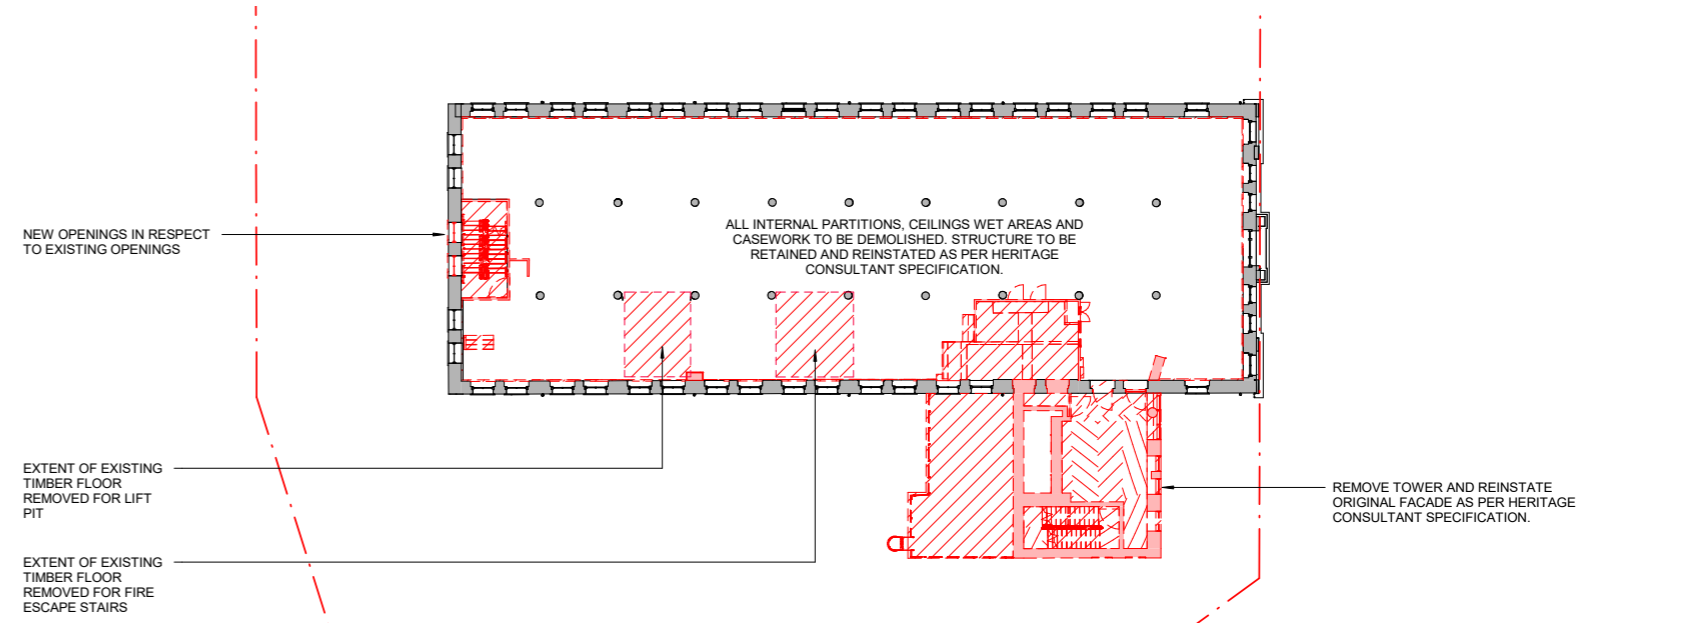 NEW OPENINGS IN RESPECT
TO EXISTING OPENINGS
ALL INTERNAL PARTITIONS, CEILINGS WET AREAS AND
CASEWORK TO BE DEMOLISHED. STRUCTURE TO BE
RETAINED AND REINSTATED AS PER HERITAGE
CONSULTANT SPECIFICATION.
EXTENT OF EXISTING
TIMBER FLOOR
REMOVED FOR LIFT
PIT
EXTENT OF EXISTING
TIMBER FLOOR
REMOVED FOR FIRE
ESCAPE STAIRS
REMOVE TOWER AND REINSTATE
ORIGINAL FACADE AS PER HERITAGE
CONSULTANT SPECIFICATION.